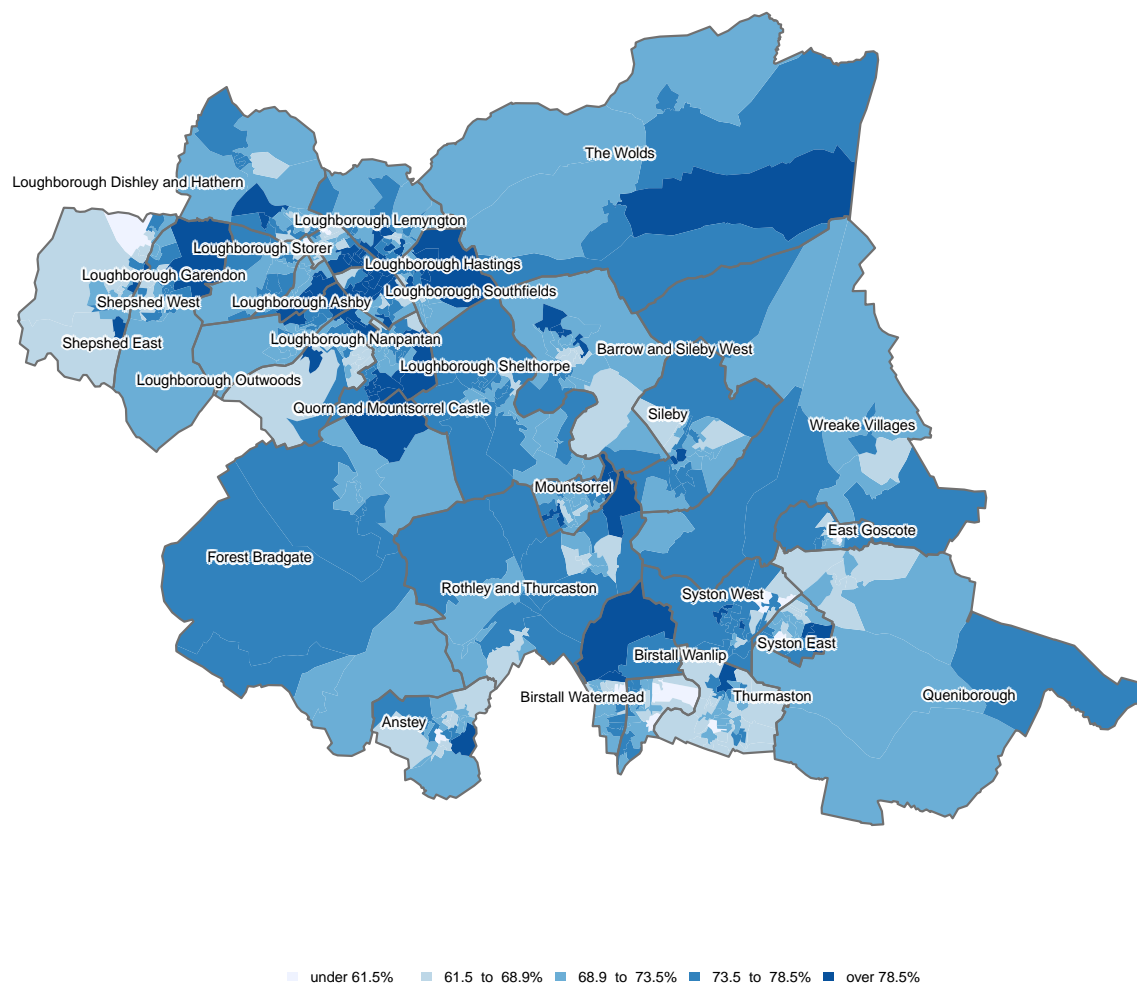 The Wolds
Loughborough Dishley and Hathern
Loughborough Lemyngton
Loughborough Storer
Loughborough Hastings
Loughborough Garendon
Loughborough Southfields
Shepshed West
Loughborough Ashby
Shepshed East
Loughborough Nanpantan
Barrow and Sileby West
Loughborough Shelthorpe
Loughborough Outwoods
Quorn and Mountsorrel Castle
Sileby
Wreake Villages
Mountsorrel
East Goscote
Forest Bradgate
Rothley and Thurcaston
Syston West
Syston East
Birstall Wanlip
Birstall Watermead
Thurmaston
Queniborough
Anstey
under 61.5%
61.5 to 68.9%
68.9 to 73.5%
73.5 to 78.5%
over 78.5%